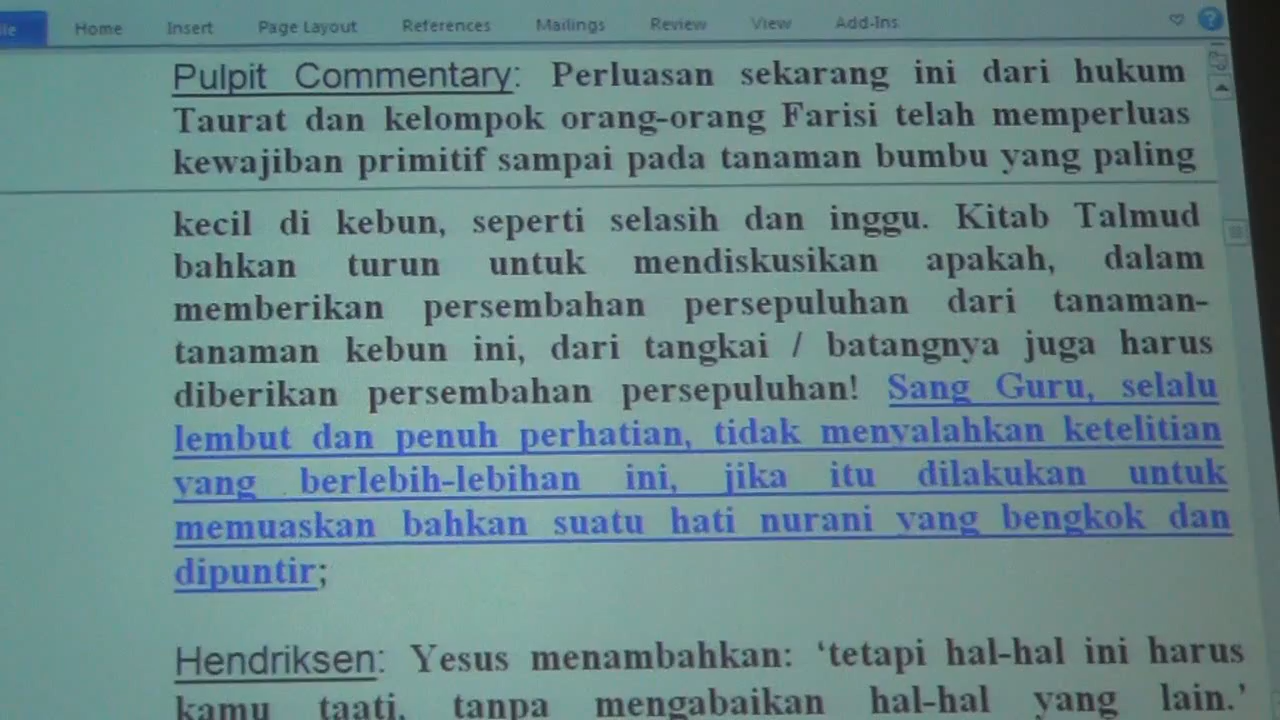 Home Insert Page Layout References Mailings Review View Add-Ins
Pulpit Commentary: Perluasan sekarang ini dari hukum
Taurat dan kelompok orang-orang Farisi telah memperluas
kewajiban primitif sampai pada tanaman bumbu yang paling
kecil di kebun, seperti selasih dan inggu. Kitab Talmud
bahkan turun untuk mendiskusikan apakah, dalam
memberikan persembahan persepuluhan dari tanaman-
tanaman kebun ini, dari tangkai / batangnya juga harus
diberikan persembahan persepuluhan! Sang Guru, selalu
lembut dan penuh perhatian, tidak menyalahkan ketelitian
yang berlebih-lebihan ini, jika itu dilakukan untuk
memuaskan bahkan suatu hati nurani yang bengkok dan
dipuntir;
Hendriksen: Yesus menambahkan: ‘tetapi hal-hal ini harus
kamu taati, tanpa mengabaikan hal-hal yang lain.’